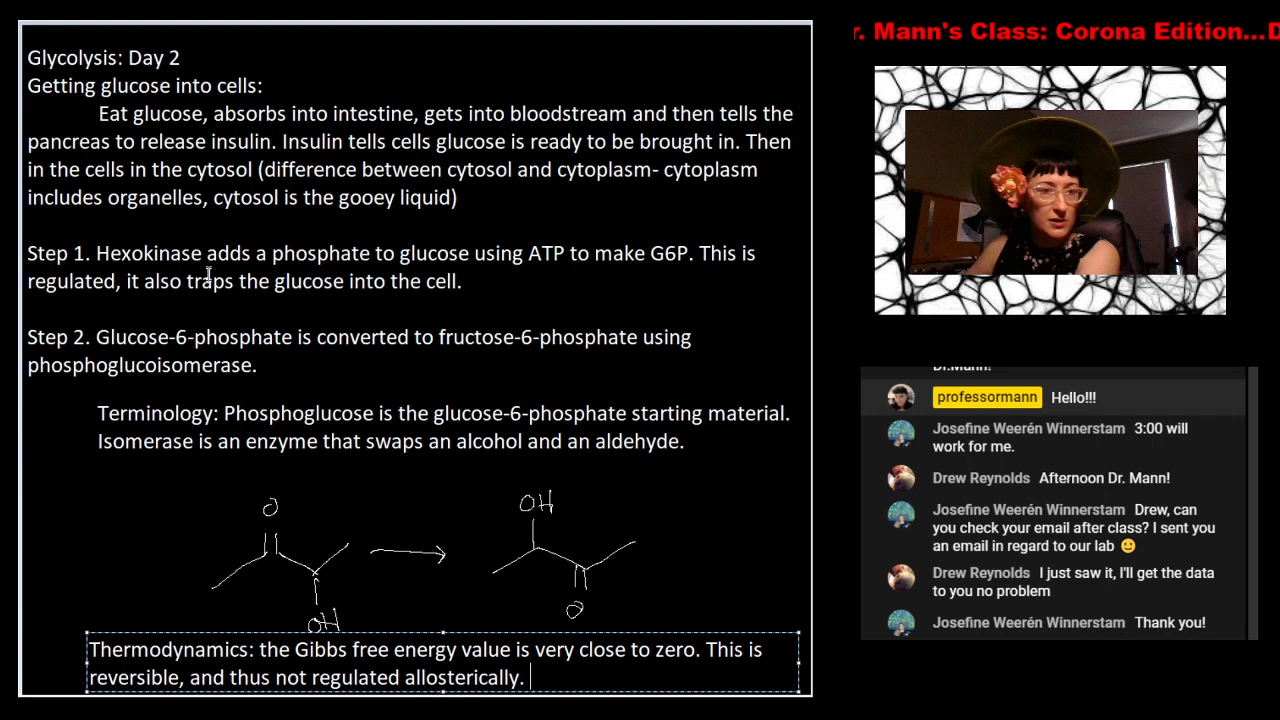 Glycolysis: Day 2
Getting glucose into cells:
Eat glucose, absorbs into intestine, gets into bloodstream and then tells the
pancreas to release insulin. Insulin tells cells glucose is ready to be brought in. Then
in the cells in the cytosol (difference between cytosol and cytoplasm- cytoplasm
includes organelles, cytosol is the gooey liquid)
Step 1. Hexokinase adds a phosphate to glucose using ATP to make G6P. This is
regulated, it also traps the glucose into the cell.
Step 2. Glucose-6-phosphate is converted to fructose-6-phosphate using
phosphoglucoisomerase.
Terminology: Phosphoglucose is the glucose-6-phosphate starting material.
Isomerase is an enzyme that swaps an alcohol and an aldehyde.
O
OH
OH
O
Thermodynamics: the Gibbs free energy value is very close to zero. This is
reversible, and thus not regulated allosterically.
r. Mann's Class: Corona Edition...D
Dr.Mann!
professormann Hello!!!
Josefine Weerén Winnerstam 3:00 will
work for me.
Drew Reynolds Afternoon Dr. Mann!
Josefine Weerén Winnerstam Drew, can
you check your email after class? I sent you
an email in regard to our lab 🙂
Drew Reynolds I just saw it, I'll get the data
to you no problem
Josefine Weerén Winnerstam Thank you!